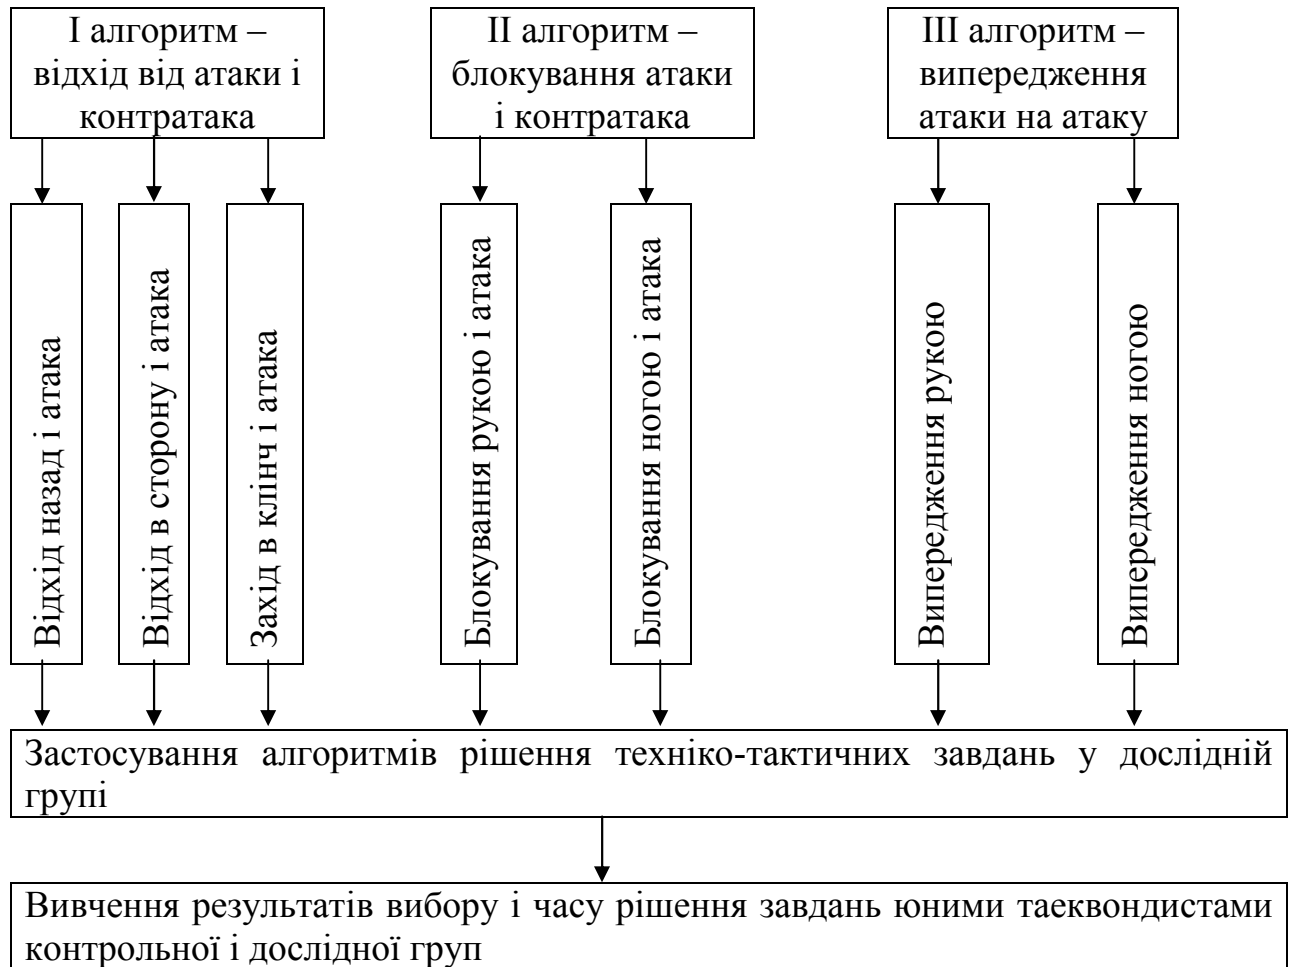 І алгоритм –
відхід від атаки і
контратака
ІІ алгоритм –
блокування атаки
і контратака
ІІІ алгоритм –
випередження
атаки на атаку
Відхід назад і атака
Відхід в сторону і атака
Захід в клінч і атака
Блокування рукою і атака
Блокування ногою і атака
Випередження рукою
Випередження ногою
Застосування алгоритмів рішення техніко-тактичних завдань у дослідній
групі
Вивчення результатів вибору і часу рішення завдань юними таеквондистами
контрольної і дослідної груп